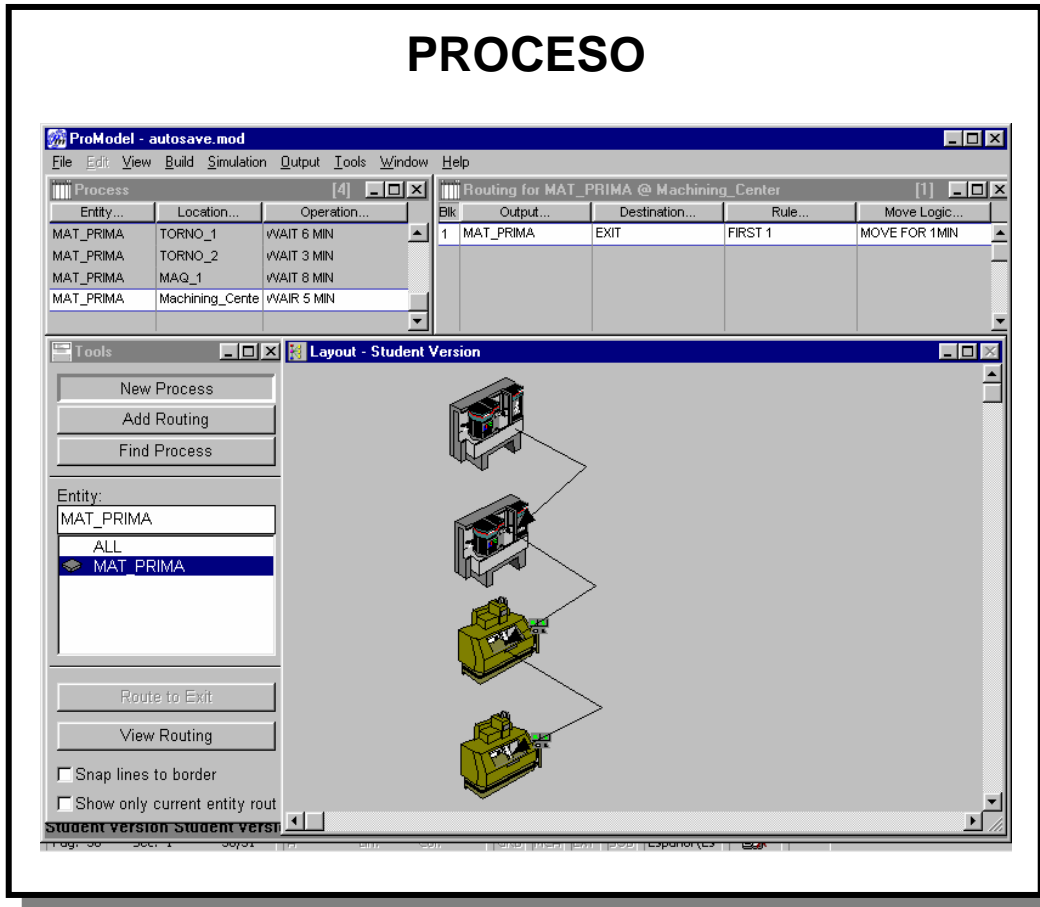 PROCESO
ProModel - autosave.mod
File Edit View Build Simulation Output Tools Window Help
Process [4]
Entity... Location... Operation...
MAT_PRIMA TORNO_1 WAIT 6 MIN
MAT_PRIMA TORNO_2 WAIT 3 MIN
MAT_PRIMA MAQ_1 WAIT 8 MIN
MAT_PRIMA Machining_Cente WAIR 5 MIN
Routing for MAT_PRIMA @ Machining_Center [1]
Blk Output... Destination... Rule... Move Logic...
1 MAT_PRIMA EXIT FIRST 1 MOVE FOR 1MIN
Tools
New Process
Add Routing
Find Process
Entity:
MAT_PRIMA
ALL
MAT_PRIMA
Route to Exit
View Routing
Snap lines to border
Show only current entity rout
Layout - Student Version
Student Version Student Versi